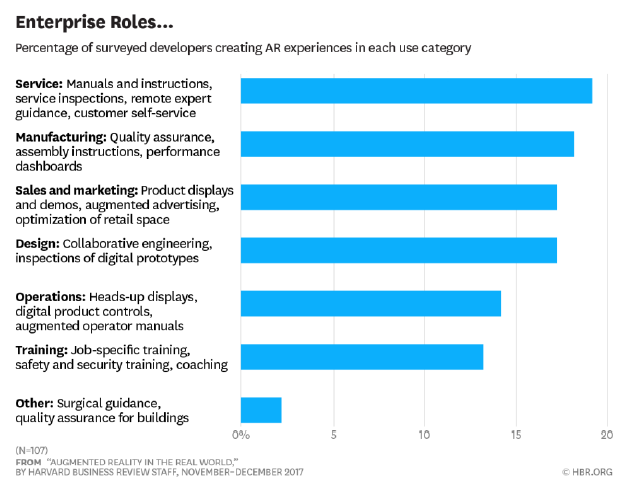 Enterprise Roles...
Percentage of surveyed developers creating AR experiences in each use category
Service: Manuals and instructions,
service inspections, remote expert
guidance, customer self-service
Manufacturing: Quality assurance,
assembly instructions, performance
dashboards
Sales and marketing: Product displays
and demos, augmented advertising,
optimization of retail space
Design: Collaborative engineering,
inspections of digital prototypes
Operations: Heads-up displays,
digital product controls,
augmented operator manuals
Training: Job-specific training,
safety and security training, coaching
Other: Surgical guidance,
quality assurance for buildings
0% 5 10 15 20
(N=107)
FROM "AUGMENTED REALITY IN THE REAL WORLD,"
BY HARVARD BUSINESS REVIEW STAFF, NOVEMBER–DECEMBER 2017
© HBR.ORG